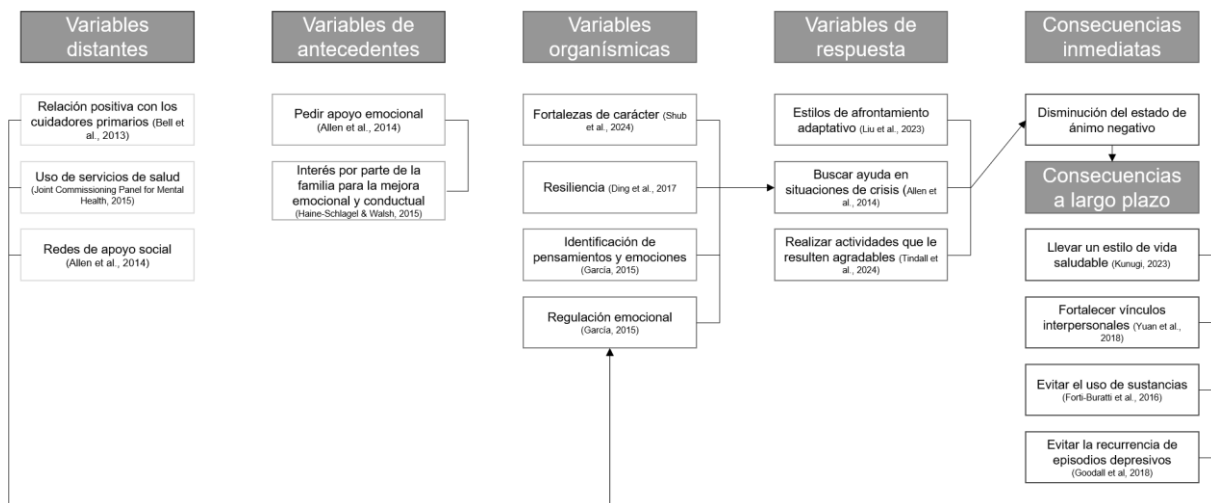 Variables
distantes
Relación positiva con los
cuidadores primarios (Bell et
al., 2013)
Uso de servicios de salud
(Joint Commissioning Panel for Mental
Health, 2015)
Redes de apoyo social
(Allen et al., 2014)
Variables de
antecedentes
Pedir apoyo emocional
(Allen et al., 2014)
Interés por parte de la
familia para la mejora
emocional y conductual
(Haine-Schlagel & Walsh, 2015)
Variables
organísmicas
Fortalezas de carácter (Shub
et al., 2024)
Resiliencia (Ding et al., 2017
Identificación de
pensamientos y emociones
(García, 2015)
Regulación emocional
(García, 2015)
Variables de
respuesta
Estilos de afrontamiento
adaptativo (Liu et al., 2023)
Buscar ayuda en
situaciones de crisis (Allen
et al., 2014)
Realizar actividades que le
resulten agradables (Tindall et
al., 2024)
Consecuencias
inmediatas
Disminución del estado de
ánimo negativo
Consecuencias
a largo plazo
Llevar un estilo de vida
saludable (Kunugi, 2023)
Fortalecer vínculos
interpersonales (Yuan et al.,
2018)
Evitar el uso de sustancias
(Forti-Buratti et al., 2016)
Evitar la recurrencia de
episodios depresivos
(Goodall et al, 2018)